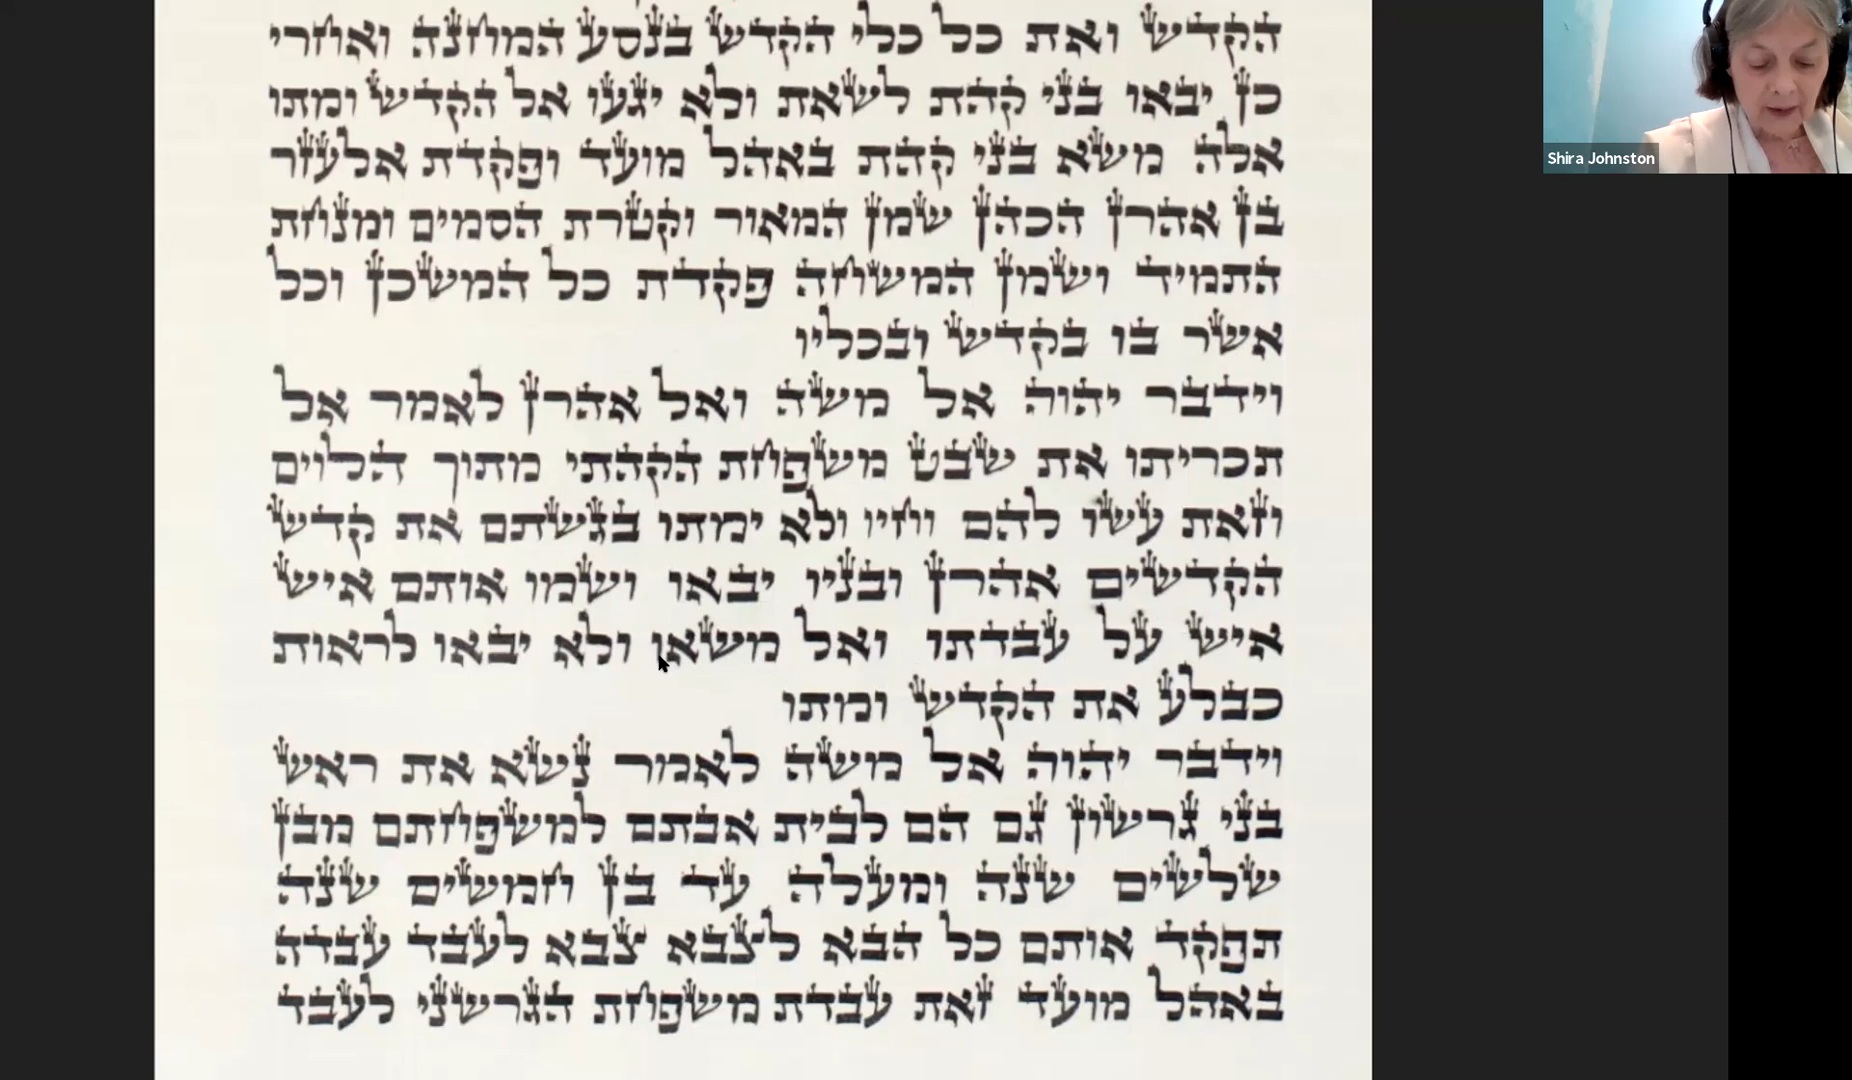 הקדש ואת כל כלי הקדש בנסע המחנה ואחרי
כן יבאו בני קהת לשאת ולא יגעו אל הקדש ומתו
אלה משא בני קהת באהל מועד ופקדת אלעזר
בן אהרן הכהן שמן המאור וקטרת הסמים ומנחת
התמיד ושמן המשחה פקדת כל המשכן וכל
אשר בו בקדש ובכליו
וידבר יהוה אל משה ואל אהרן לאמר אל
תכריתו את שבט משפחת הקהתי מתוך הלוים
וזאת עשו להם וחיו ולא ימתו בגשתם את קדש
הקדשים אהרן ובניו יבאו ושמו אותם איש
איש על עבדתו ואל משאו ולא יבאו לראות
כבלע את הקדש ומתו
וידבר יהוה אל משה לאמר נשא את ראש
בני גרשון גם הם לבית אבתם למשפחתם מבן
שלשים שנה ומעלה עד בן חמשים שנה
תפקד אותם כל הבא לצבא צבא לעבד עבדה
באהל מועד זאת עבדת משפחת הגרשני לעבד
Shira Johnston